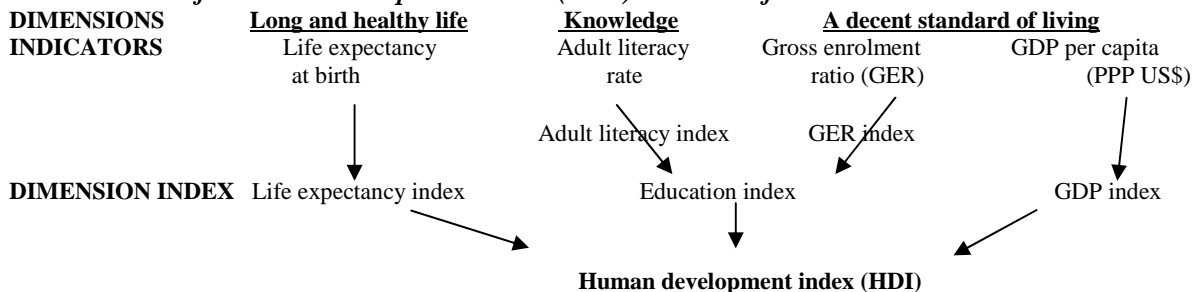 DIMENSIONS Long and healthy life Knowledge A decent standard of living
INDICATORS Life expectancy Adult literacy Gross enrolment GDP per capita
at birth rate ratio (GER) (PPP US$)
Adult literacy index GER index
DIMENSION INDEX Life expectancy index Education index GDP index
Human development index (HDI)